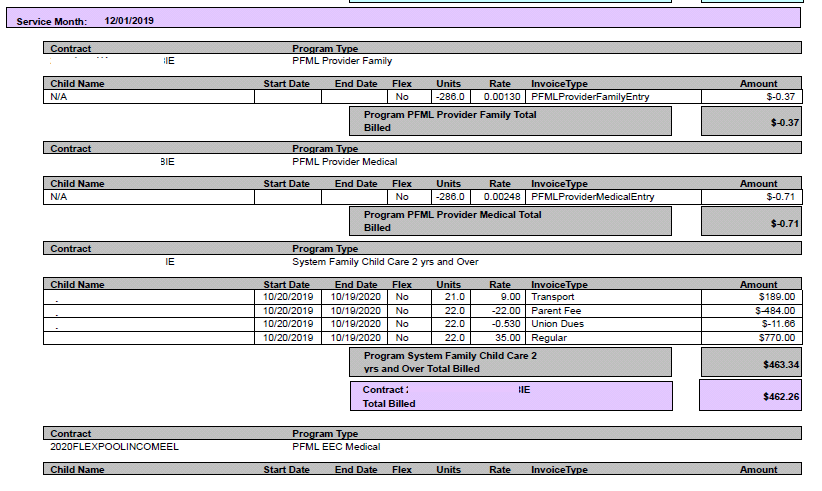 Service Month: 12/01/2019
Contract Program Type
IE PFML Provider Family
Child Name Start Date End Date Flex Units Rate InvoiceType Amount
N/A No -286.0 0.00130 PFMLProviderFamilyEntry $-0.37
Program PFML Provider Family Total
Billed
$-0.37
Contract Program Type
BIE PFML Provider Medical
Child Name Start Date End Date Flex Units Rate InvoiceType Amount
N/A No -286.0 0.00248 PFMLProviderMedicalEntry $-0.71
Program PFML Provider Medical Total
Billed
$-0.71
Contract Program Type
IE System Family Child Care 2 yrs and Over
Child Name Start Date End Date Flex Units Rate InvoiceType Amount
10/20/2019 10/19/2020 No 21.0 9.00 Transport $189.00
10/20/2019 10/19/2020 No 22.0 -22.00 Parent Fee $-484.00
10/20/2019 10/19/2020 No 22.0 -0.530 Union Dues $-11.66
10/20/2019 10/19/2020 No 22.0 35.00 Regular $770.00
Program System Family Child Care 2
yrs and Over Total Billed
$463.34
Contract IE
Total Billed
$462.26
Contract Program Type
2020FLEXPOOLINCOMEEL PFML EEC Medical
Child Name Start Date End Date Flex Units Rate InvoiceType Amount